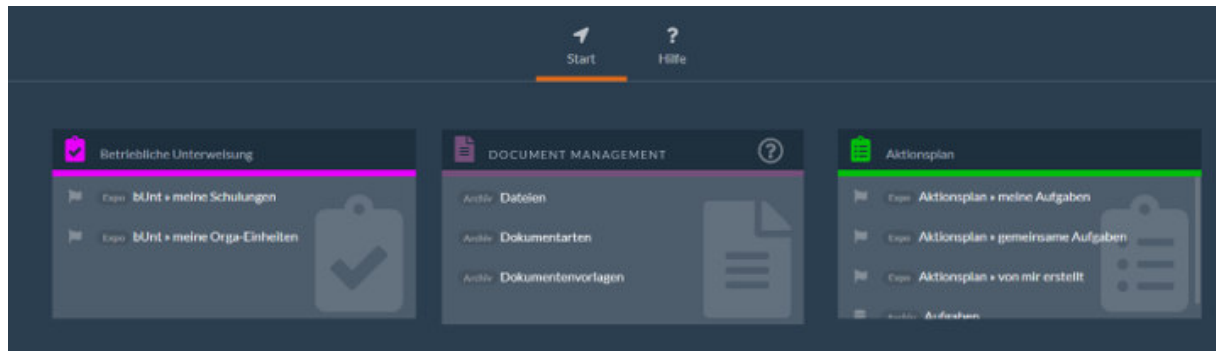 Start
Hilfe
Betriebliche Unterweisung
Expo bUnt » meine Schulungen
Expo bUnt » meine Orga-Einheiten
DOCUMENT MANAGEMENT ?
Archiv Dateien
Archiv Dokumentarten
Archiv Dokumentenvorlagen
Aktionsplan
Expo Aktionsplan » meine Aufgaben
Expo Aktionsplan » gemeinsame Aufgaben
Expo Aktionsplan » von mir erstellt
Archiv Aufgaben